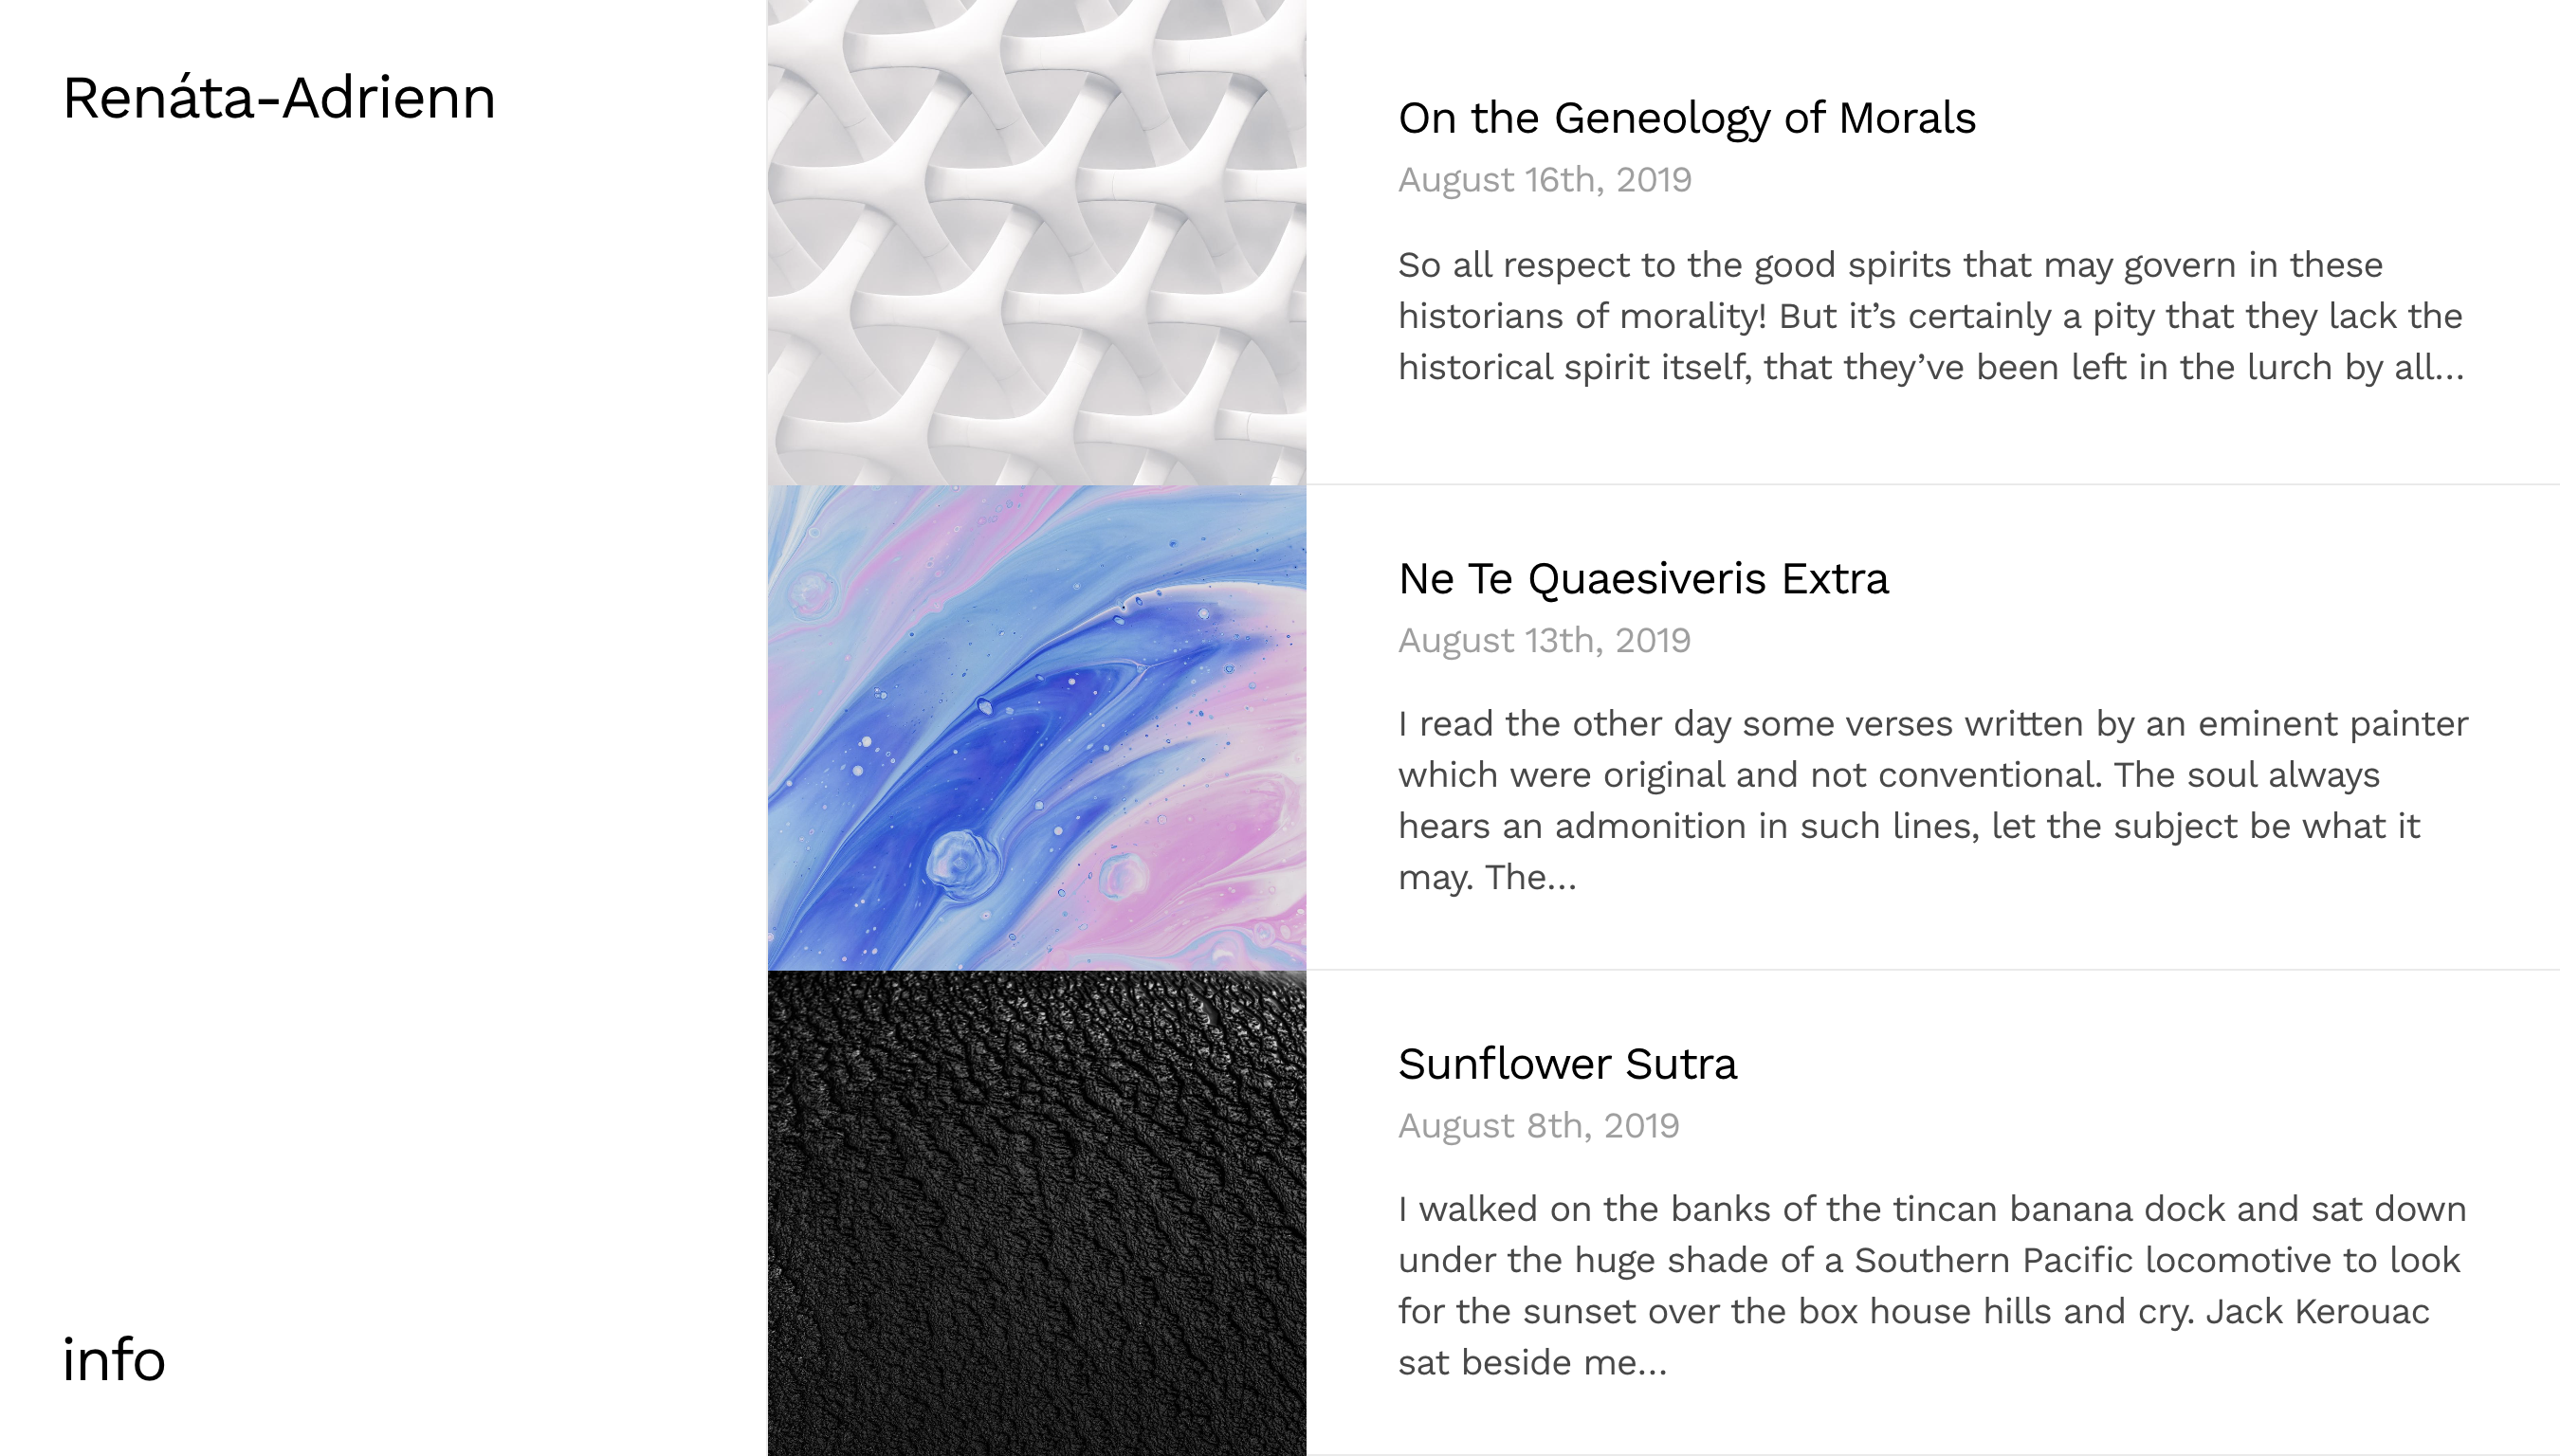 Renáta-Adrienn
info
On the Geneology of Morals
August 16th, 2019
So all respect to the good spirits that may govern in these
historians of morality! But it’s certainly a pity that they lack the
historical spirit itself, that they’ve been left in the lurch by all…
Ne Te Quaesiveris Extra
August 13th, 2019
I read the other day some verses written by an eminent painter
which were original and not conventional. The soul always
hears an admonition in such lines, let the subject be what it
may. The…
Sunflower Sutra
August 8th, 2019
I walked on the banks of the tincan banana dock and sat down
under the huge shade of a Southern Pacific locomotive to look
for the sunset over the box house hills and cry. Jack Kerouac
sat beside me…